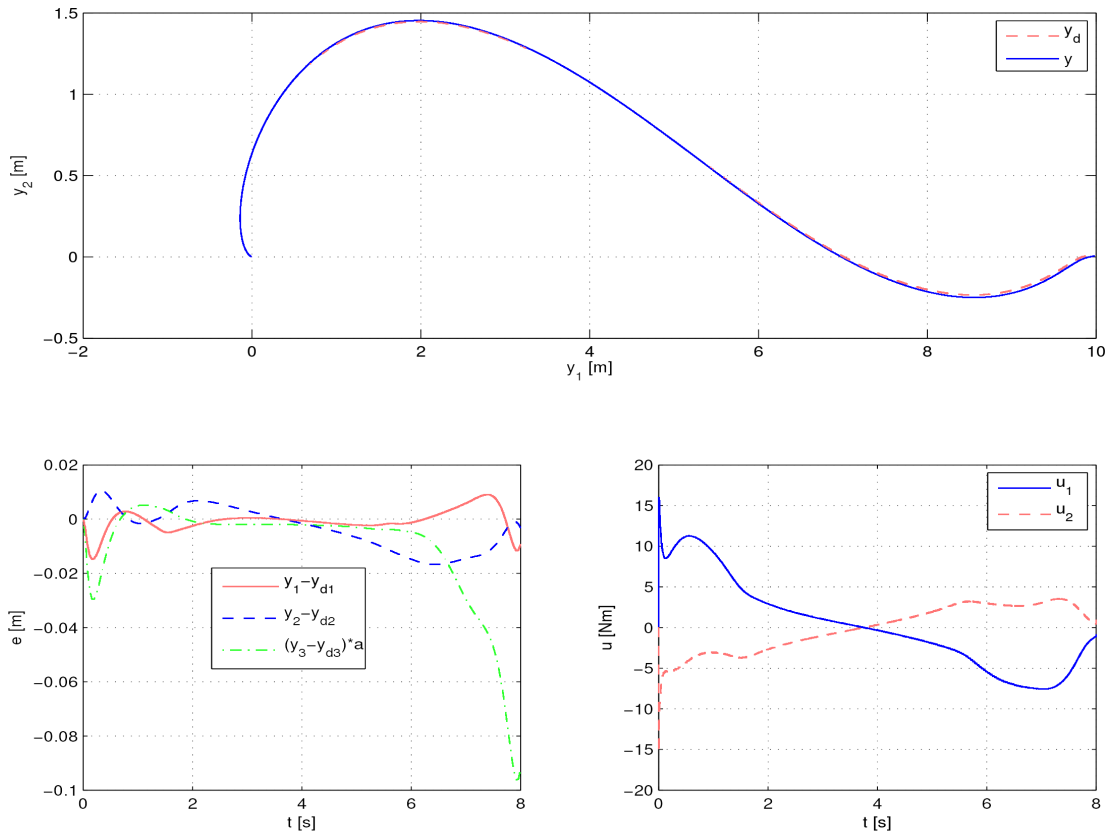 1.5
1
0.5
0
−0.5
−2
0
2
4
6
8
10
y_2 [m]
y_1 [m]
y_d
y
0.02
0
−0.02
−0.04
−0.06
−0.08
−0.1
0
2
4
6
8
e [m]
t [s]
y_1−y_d1
y_2−y_d2
(y_3−y_d3)*a
20
15
10
5
0
−5
−10
−15
−20
0
2
4
6
8
u [Nm]
t [s]
u_1
u_2